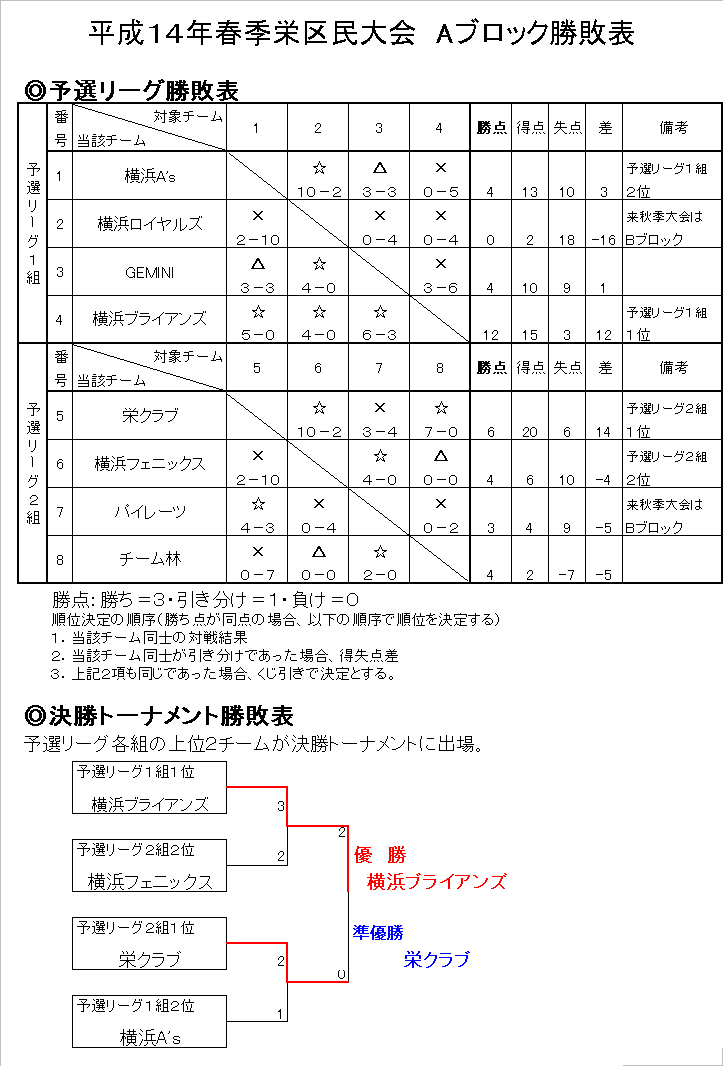 平成14年春季栄区民大会　Aブロック勝敗表
◎予選リーグ勝敗表
予選リーグ1組
番号 対象チーム 当該チーム 1 2 3 4 勝点 得点 失点 差 備考
1 横浜A's ☆ 10-2 △ 3-3 × 0-5 4 13 10 3 予選リーグ1組2位
2 横浜ロイヤルズ × 2-10 × 0-4 × 0-4 0 2 18 -16 来秋季大会はBブロック
3 GEMINI △ 3-3 ☆ 4-0 × 3-6 4 10 9 1
4 横浜ブライアンズ ☆ 5-0 ☆ 4-0 ☆ 6-3 12 15 3 12 予選リーグ1組1位
予選リーグ2組
番号 対象チーム 当該チーム 5 6 7 8 勝点 得点 失点 差 備考
5 栄クラブ ☆ 10-2 × 3-4 ☆ 7-0 6 20 6 14 予選リーグ2組1位
6 横浜フェニックス × 2-10 ☆ 4-0 △ 0-0 4 6 10 -4 予選リーグ2組2位
7 パイレーツ ☆ 4-3 × 0-4 × 0-2 3 4 9 -5 来秋季大会はBブロック
8 チーム林 × 0-7 △ 0-0 ☆ 2-0 4 2 -7 -5
勝点：勝ち＝3・引き分け＝1・負け＝0
順位決定の順序（勝ち点が同点の場合、以下の順序で順位を決定する）
1．当該チーム同士の対戦結果
2．当該チーム同士が引き分けであった場合、得失点差
3．上記2項も同じであった場合、くじ引きで決定とする。
◎決勝トーナメント勝敗表
予選リーグ各組の上位2チームが決勝トーナメントに出場。
予選リーグ1組1位
横浜ブライアンズ
3
2
予選リーグ2組2位
横浜フェニックス
2
優　勝
横浜ブライアンズ
予選リーグ2組1位
栄クラブ
2
0
準優勝
栄クラブ
予選リーグ1組2位
横浜A's
1